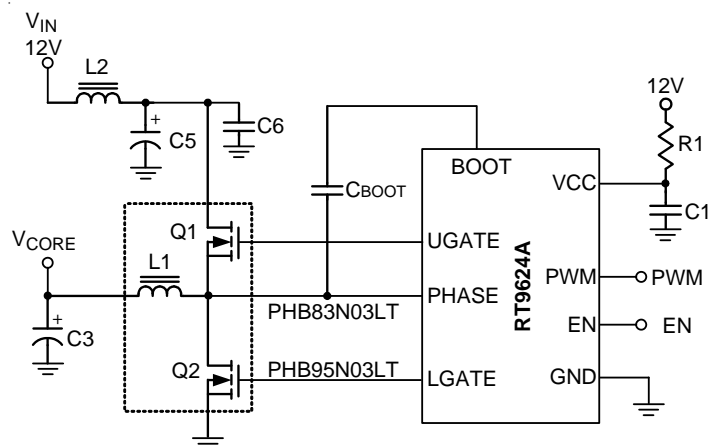 VIN
12V
L2
C5
C6
12V
R1
CBOOT
BOOT
VCC
C1
VCORE
Q1
UGATE
L1
PHASE
RT9624A
PWM
PWM
PHB83N03LT
EN
EN
C3
Q2
PHB95N03LT
LGATE
GND